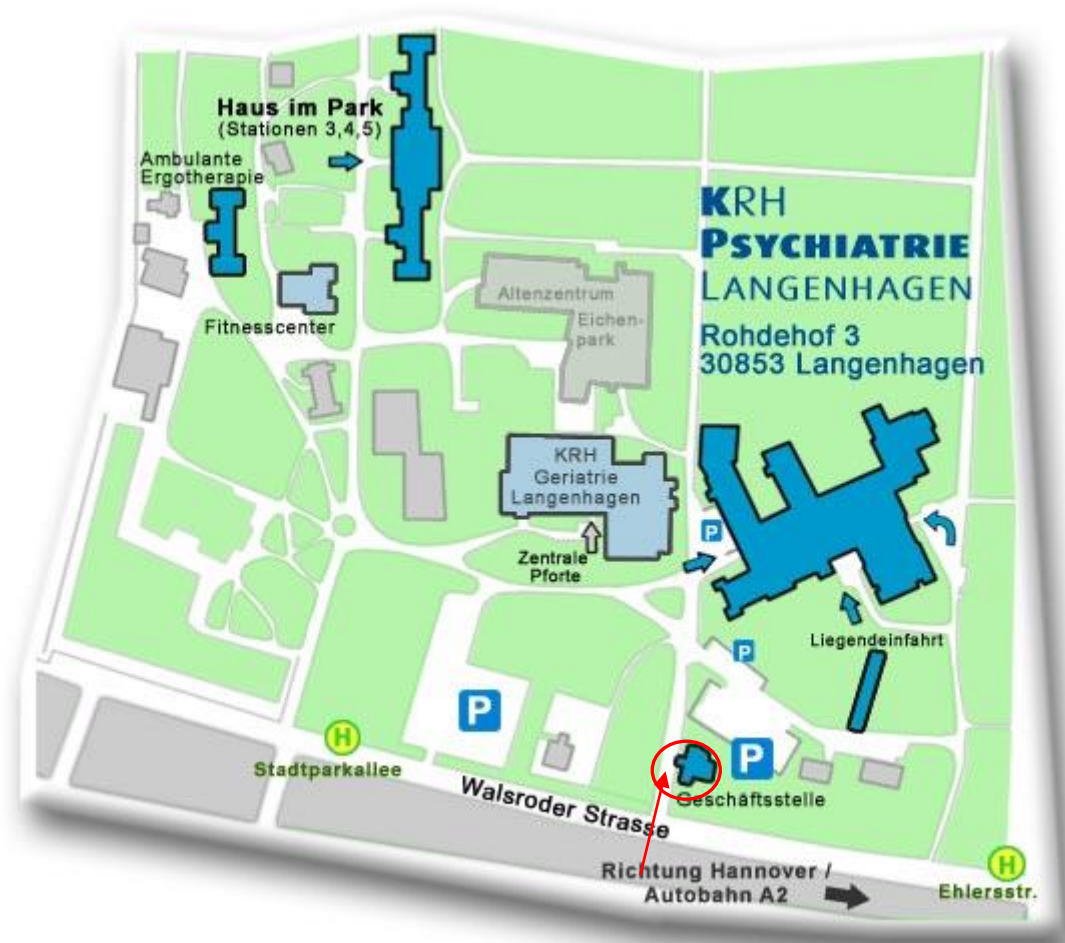 Haus im Park
(Stationen 3,4,5)
Ambulante
Ergotherapie
KRH
PSYCHIATRIE
LANGENHAGEN
Rohdehof 3
30853 Langenhagen
Altenzentrum
Eichen-
park
Fitnesscenter
KRH
Geriatrie
Langenhagen
P
Zentrale
Pforte
Liegendeinfahrt
P
P
H
Stadtparkallee
P
Geschäftsstelle
Walsroder Strasse
Richtung Hannover /
Autobahn A2
H
Ehlersstr.